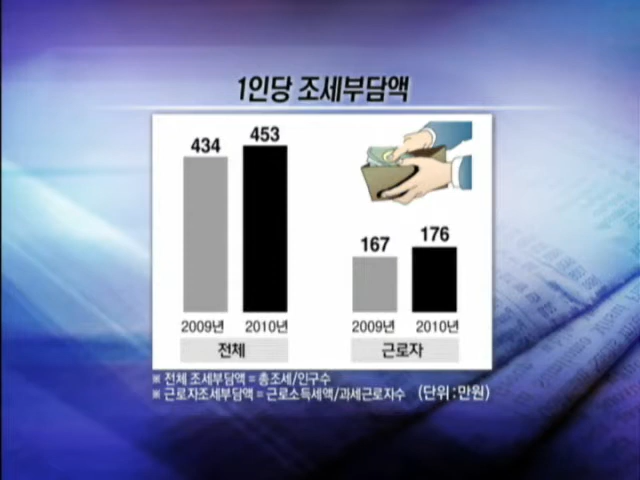 1인당 조세부담액
434 453
167 176
2009년 2010년 2009년 2010년
전체 근로자
※ 전체 조세부담액 = 총조세/인구수
※ 근로자조세부담액 = 근로소득세액/과세근로자수 (단위:만원)